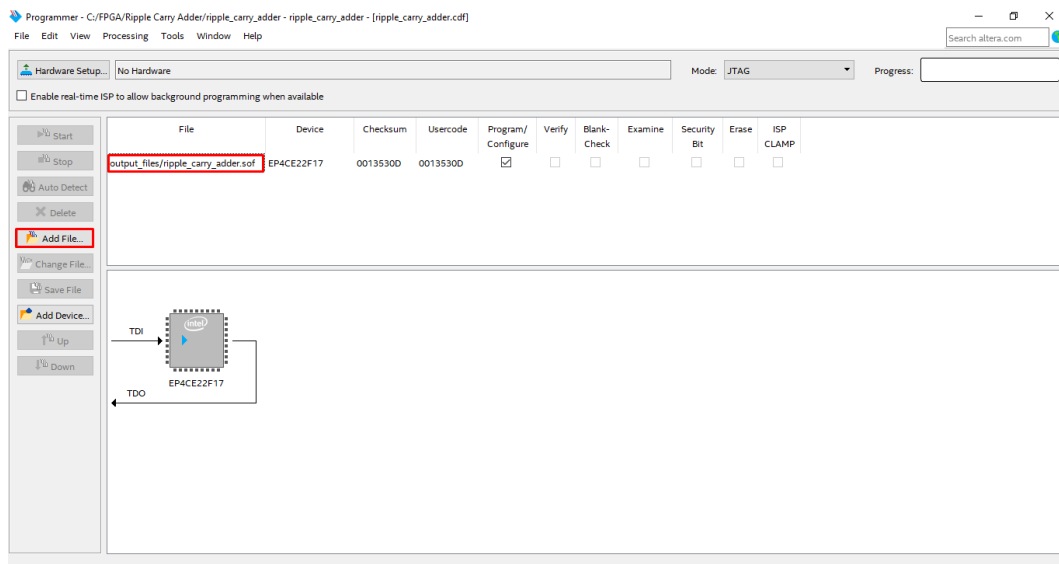 Programmer - C:/FPGA/Ripple Carry Adder/ripple_carry_adder - ripple_carry_adder - [ripple_carry_adder.cdf]
File Edit View Processing Tools Window Help
Search altera.com
Hardware Setup... No Hardware Mode: JTAG Progress:
Enable real-time ISP to allow background programming when available
Start
Stop
Auto Detect
Delete
Add File...
Change File...
Save File
Add Device...
Up
Down
File Device Checksum Usercode Program/ Verify Blank- Examine Security Erase ISP
Configure Check Bit CLAMP
output_files/ripple_carry_adder.sof EP4CE22F17 0013530D 0013530D
TDI
intel
EP4CE22F17
TDO